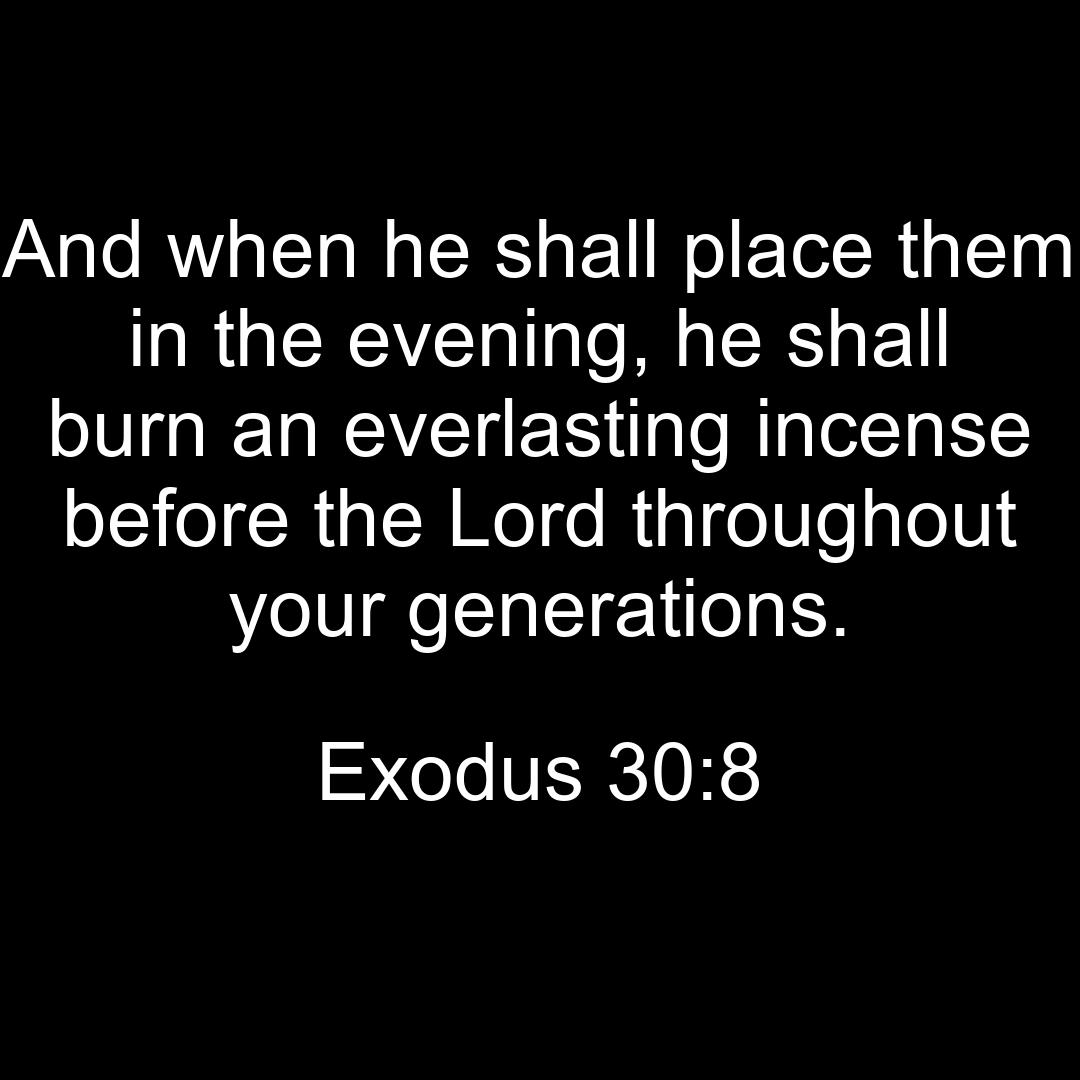 And when he shall place them
in the evening, he shall
burn an everlasting incense
before the Lord throughout
your generations.
Exodus 30:8